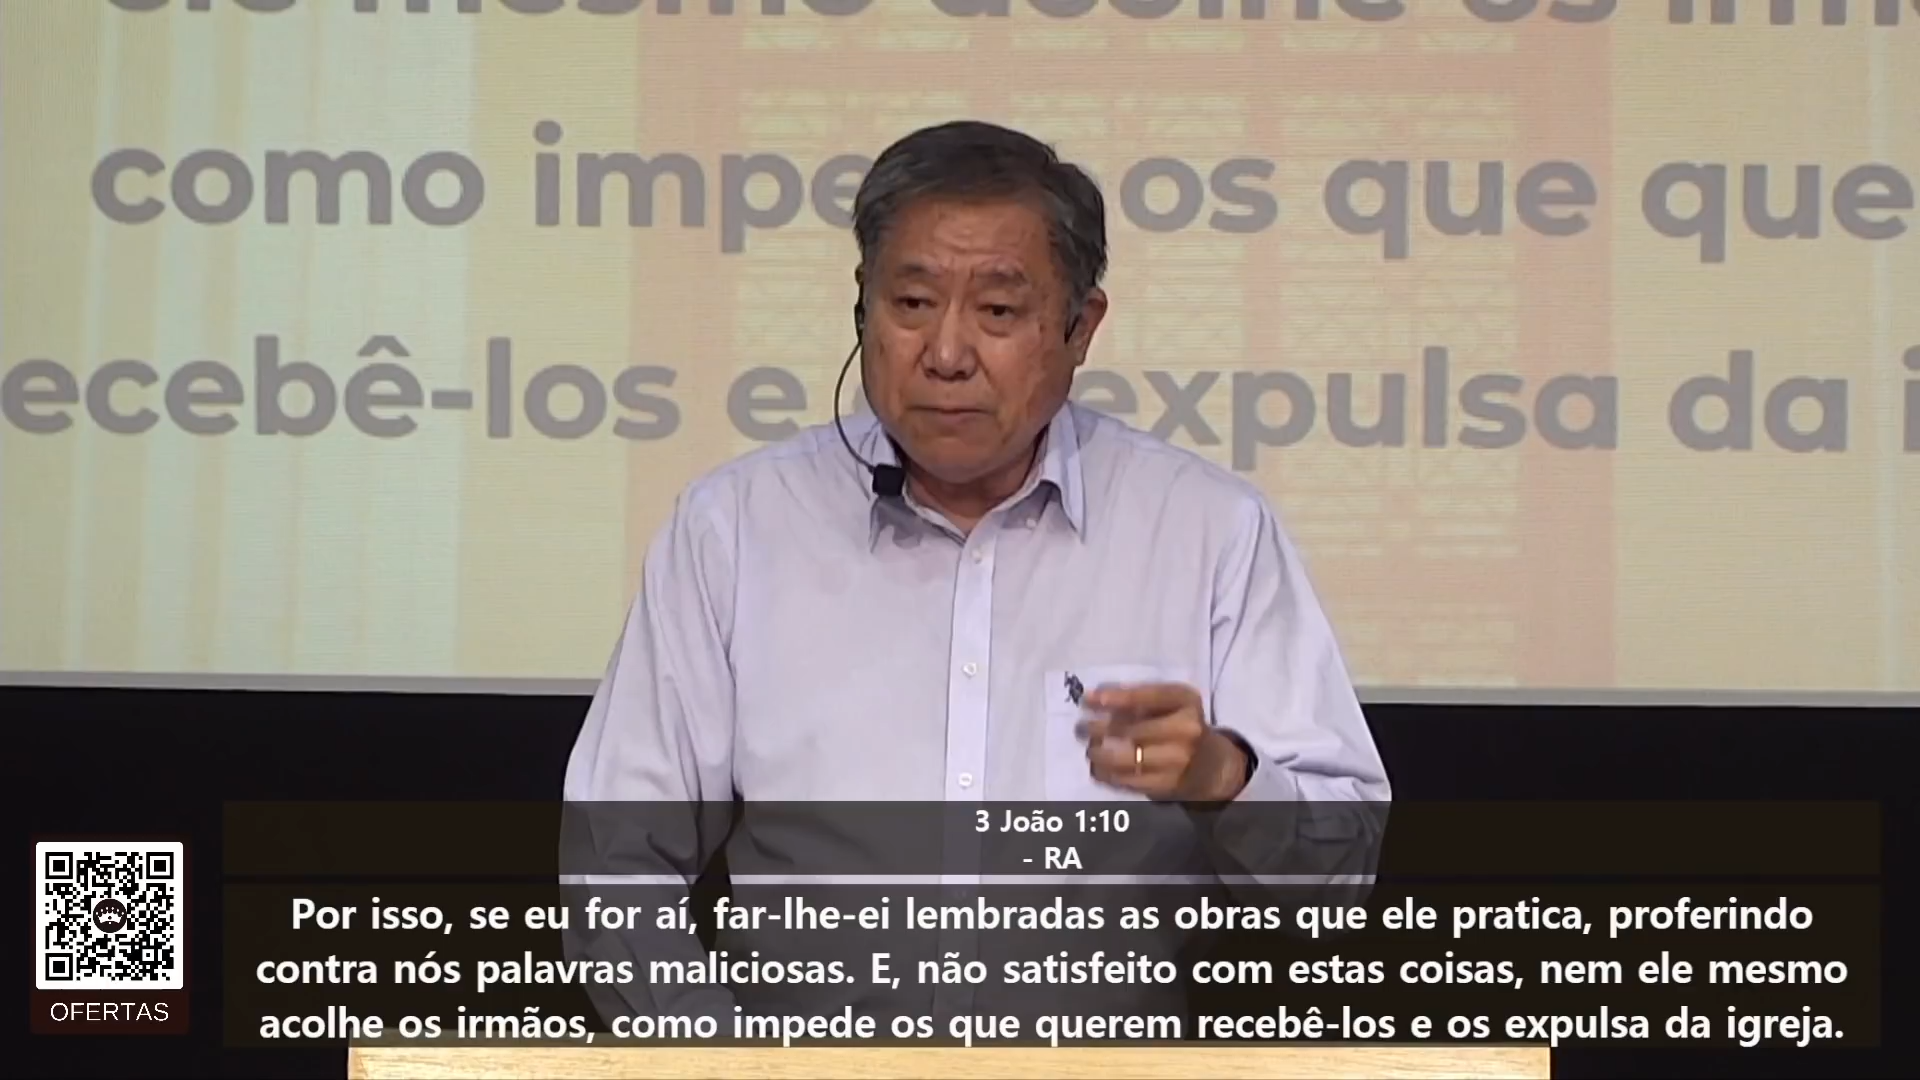 como impe os que que
ecebê-los e expulsa da
3 João 1:10
- RA
Por isso, se eu for aí, far-lhe-ei lembradas as obras que ele pratica, proferindo
contra nós palavras maliciosas. E, não satisfeito com estas coisas, nem ele mesmo
acolhe os irmãos, como impede os que querem recebê-los e os expulsa da igreja.
OFERTAS